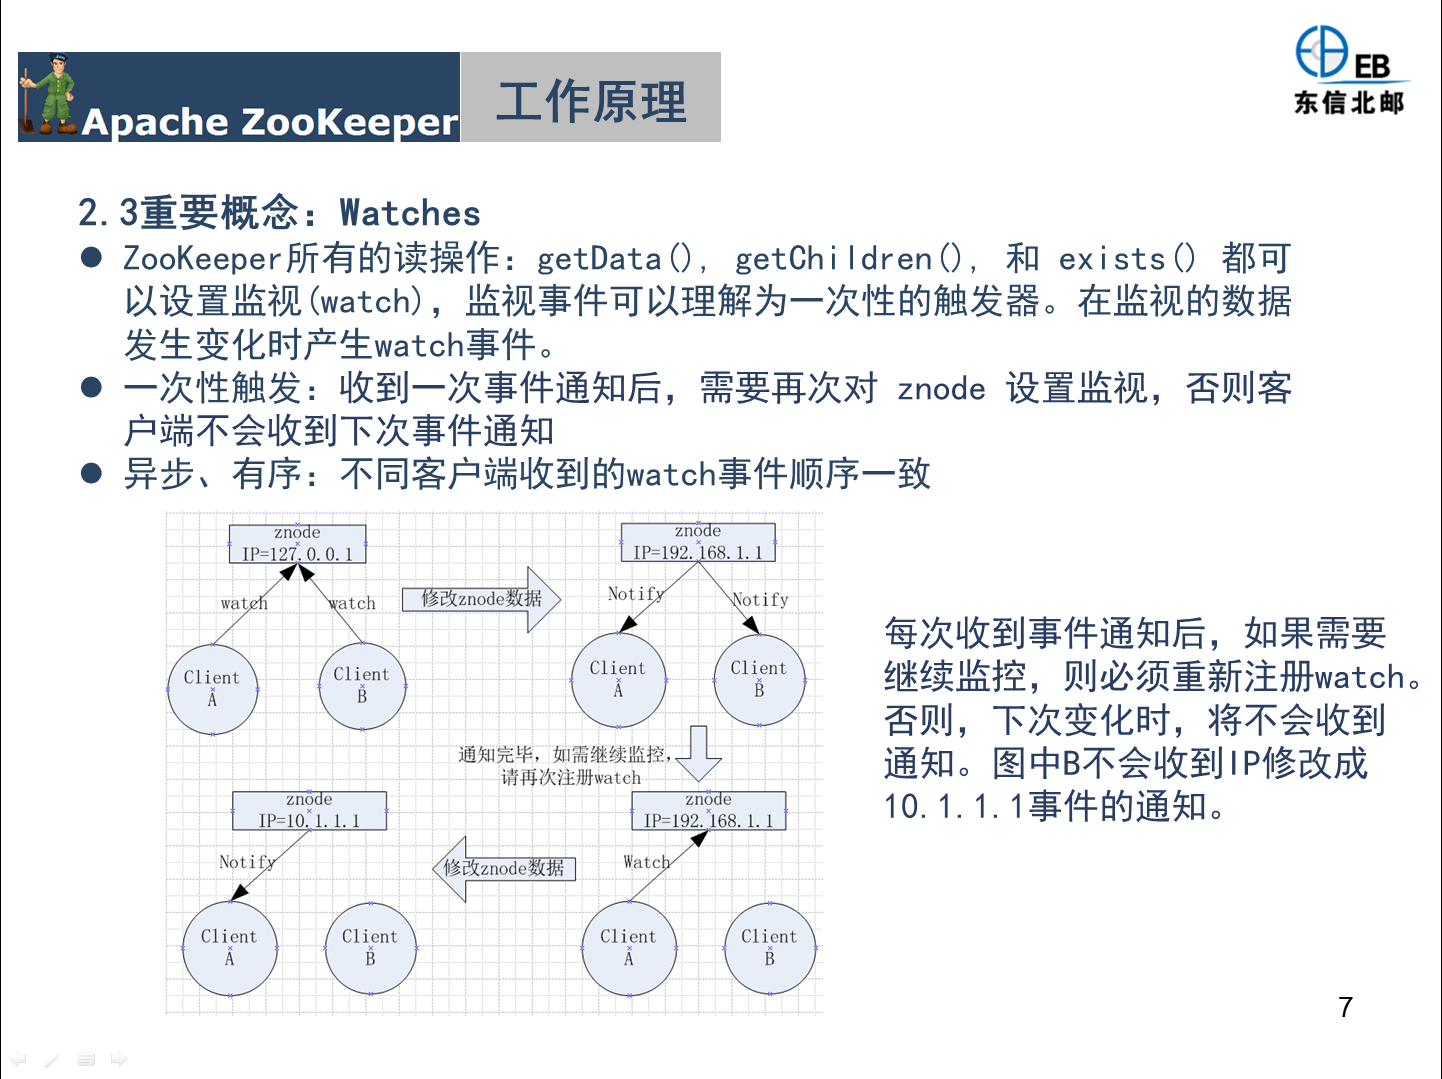 Apache ZooKeeper
工作原理
EB
东信北邮
2.3重要概念：Watches
● ZooKeeper所有的读操作：getData(), getChildren(), 和 exists() 都可
以设置监视(watch)，监视事件可以理解为一次性的触发器。在监视的数据
发生变化时产生watch事件。
● 一次性触发：收到一次事件通知后，需要再次对 znode 设置监视，否则客
户端不会收到下次事件通知
● 异步、有序：不同客户端收到的watch事件顺序一致
znode
IP=127.0.0.1
watch
watch
Client
A
Client
B
修改znode数据
znode
IP=192.168.1.1
Notify
Notify
Client
A
Client
B
通知完毕，如需继续监控，
请再次注册watch
znode
IP=192.168.1.1
Watch
Client
A
Client
B
修改znode数据
znode
IP=10.1.1.1
Notify
Client
A
Client
B
每次收到事件通知后，如果需要
继续监控，则必须重新注册watch。
否则，下次变化时，将不会收到
通知。图中B不会收到IP修改成
10.1.1.1事件的通知。
7